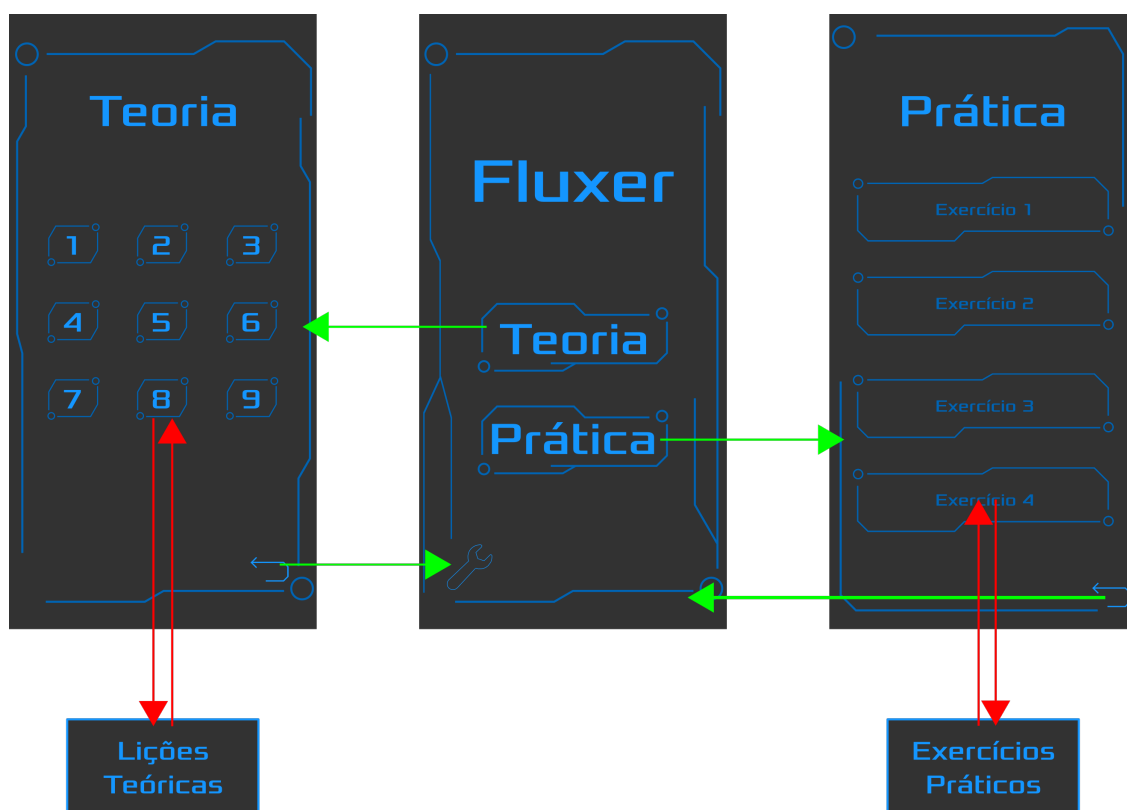 Teoria
1 2 3
4 5 6
7 8 9
Lições
Teóricas
Fluxer
Teoria
Prática
Prática
Exercício 1
Exercício 2
Exercício 3
Exercício 4
Exercícios
Práticos